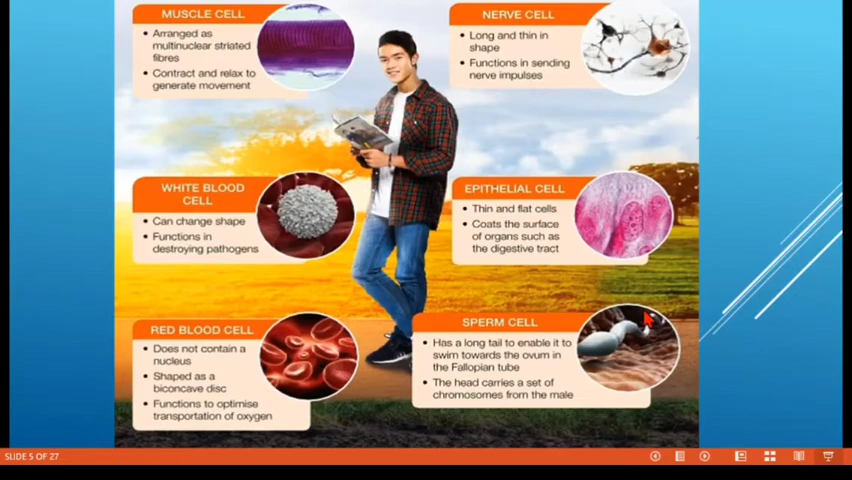 MUSCLE CELL
• Arranged as
multinuclear striated
fibres
• Contract and relax to
generate movement
NERVE CELL
• Long and thin in
shape
• Functions in sending
nerve impulses
WHITE BLOOD
CELL
• Can change shape
• Functions in
destroying pathogens
EPITHELIAL CELL
• Thin and flat cells
• Coats the surface
of organs such as
the digestive tract
RED BLOOD CELL
• Does not contain a
nucleus
• Shaped as a
biconcave disc
• Functions to optimise
transportation of oxygen
SPERM CELL
• Has a long tail to enable it to
swim towards the ovum in
the Fallopian tube
• The head carries a set of
chromosomes from the male
SLIDE 5 OF 27